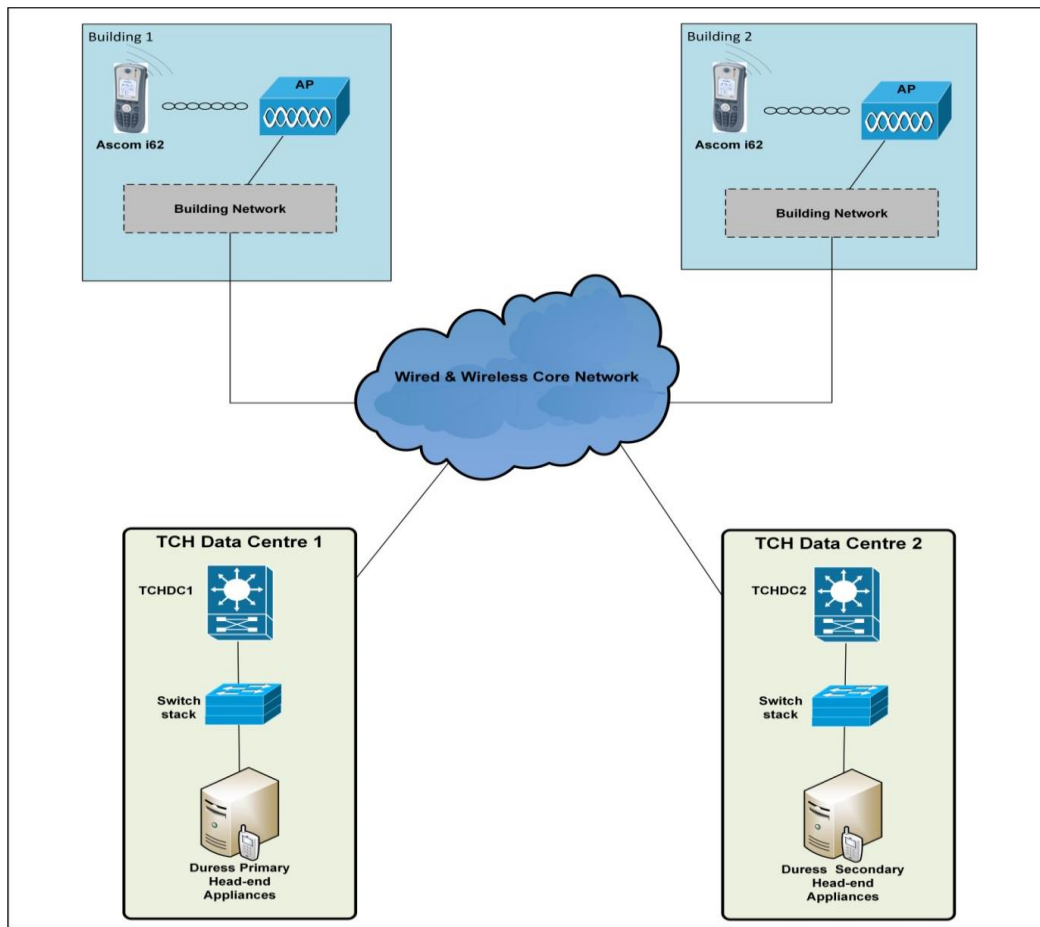 Building 1
AP
Ascom i62
Building Network
Building 2
AP
Ascom i62
Building Network
Wired & Wireless Core Network
TCH Data Centre 1
TCHDC1
Switch
stack
Duress Primary
Head-end
Appliances
TCH Data Centre 2
TCHDC2
Switch
stack
Duress Secondary
Head-end
Appliances